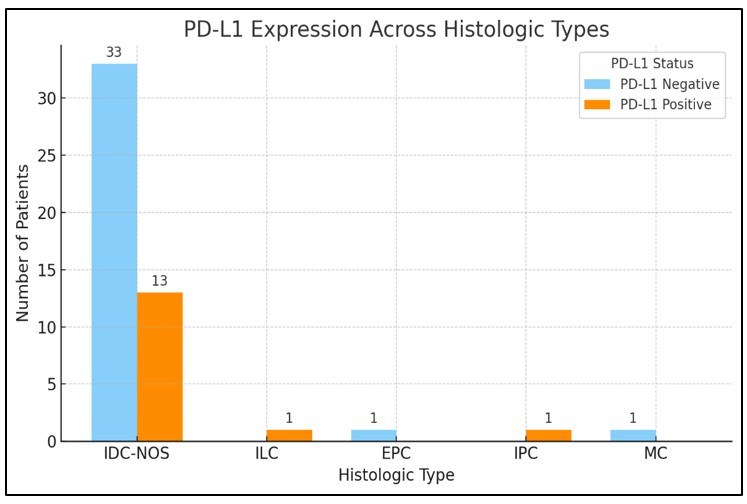 PD-L1 Expression Across Histologic Types
33
PD-L1 Status
PD-L1 Negative
PD-L1 Positive
30
25
20
15
13
10
5
1
1
1
1
0
Number of Patients
IDC-NOS
ILC
EPC
IPC
MC
Histologic Type